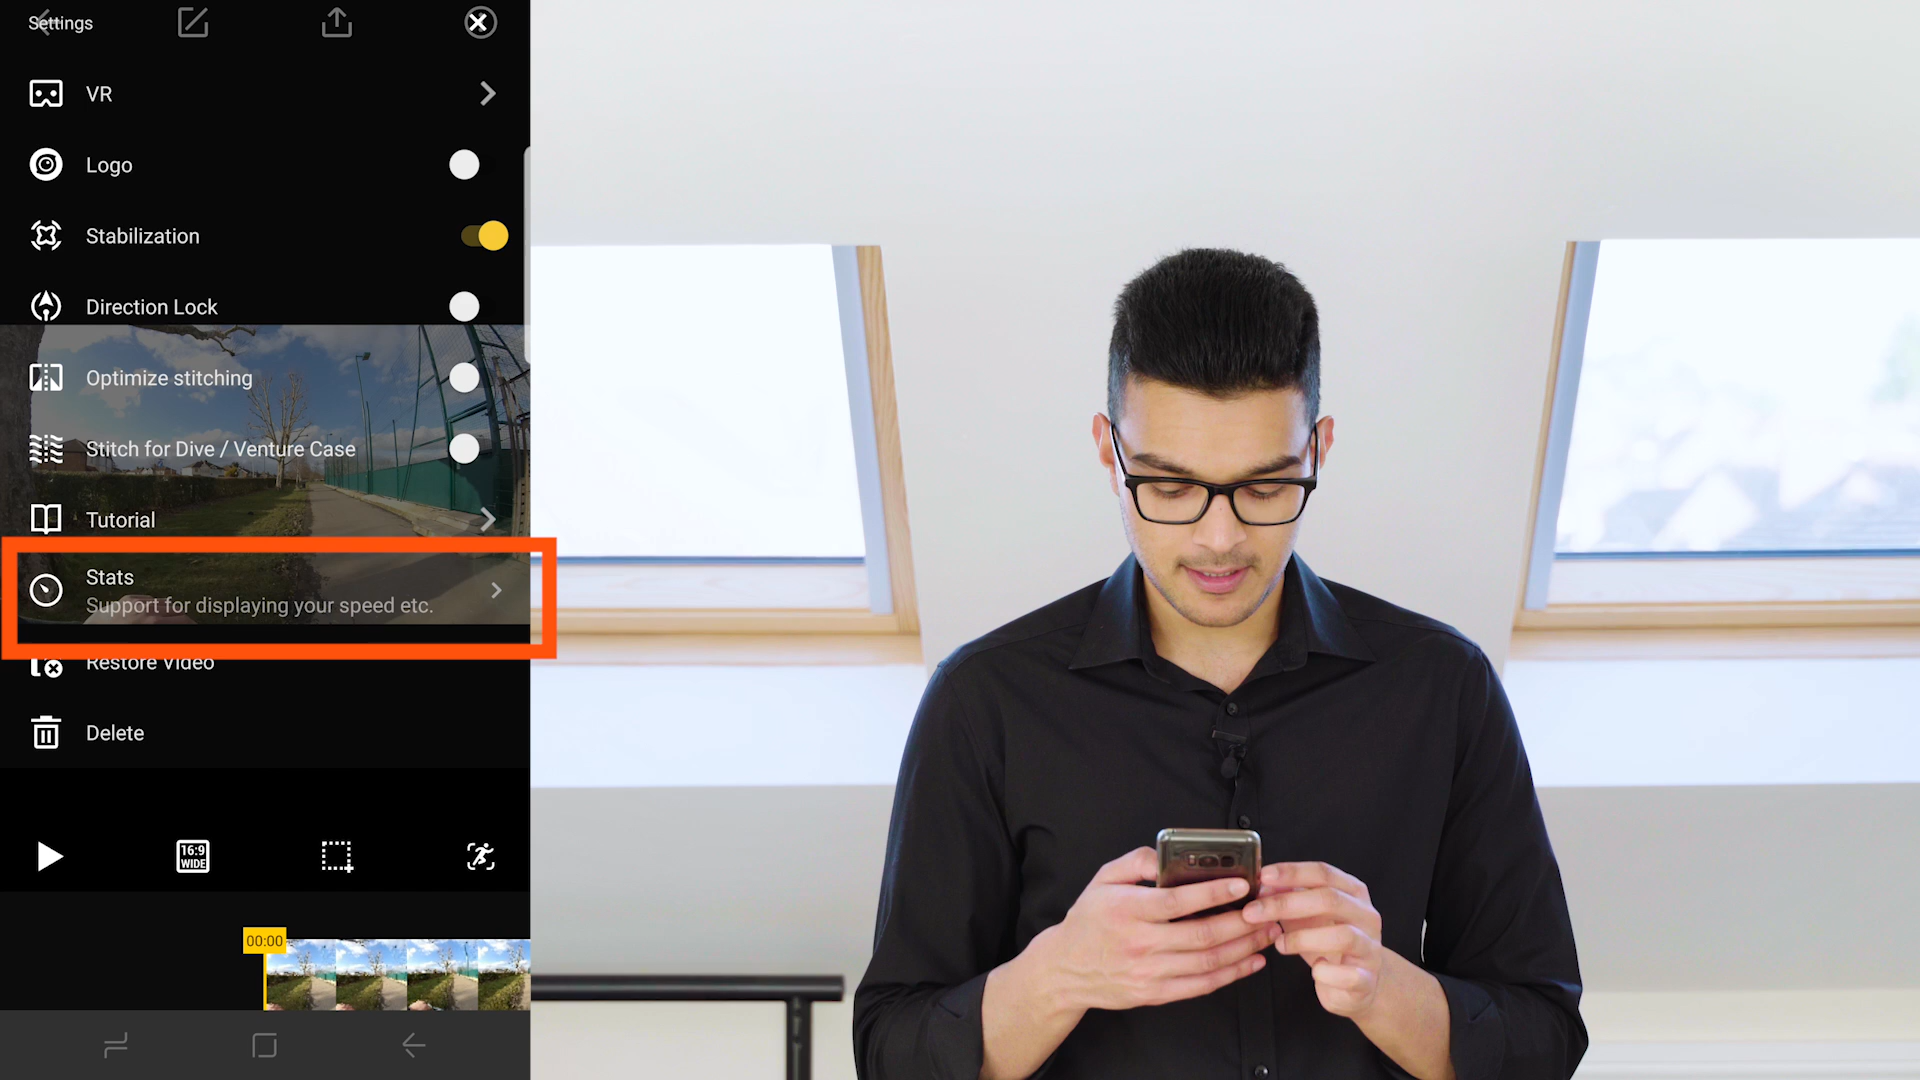 Settings
VR
Logo
Stabilization
Direction Lock
Optimize stitching
Stitch for Dive / Venture Case
Tutorial
Stats
Support for displaying your speed etc.
Restore Video
Delete
16:9
WIDE
00:00